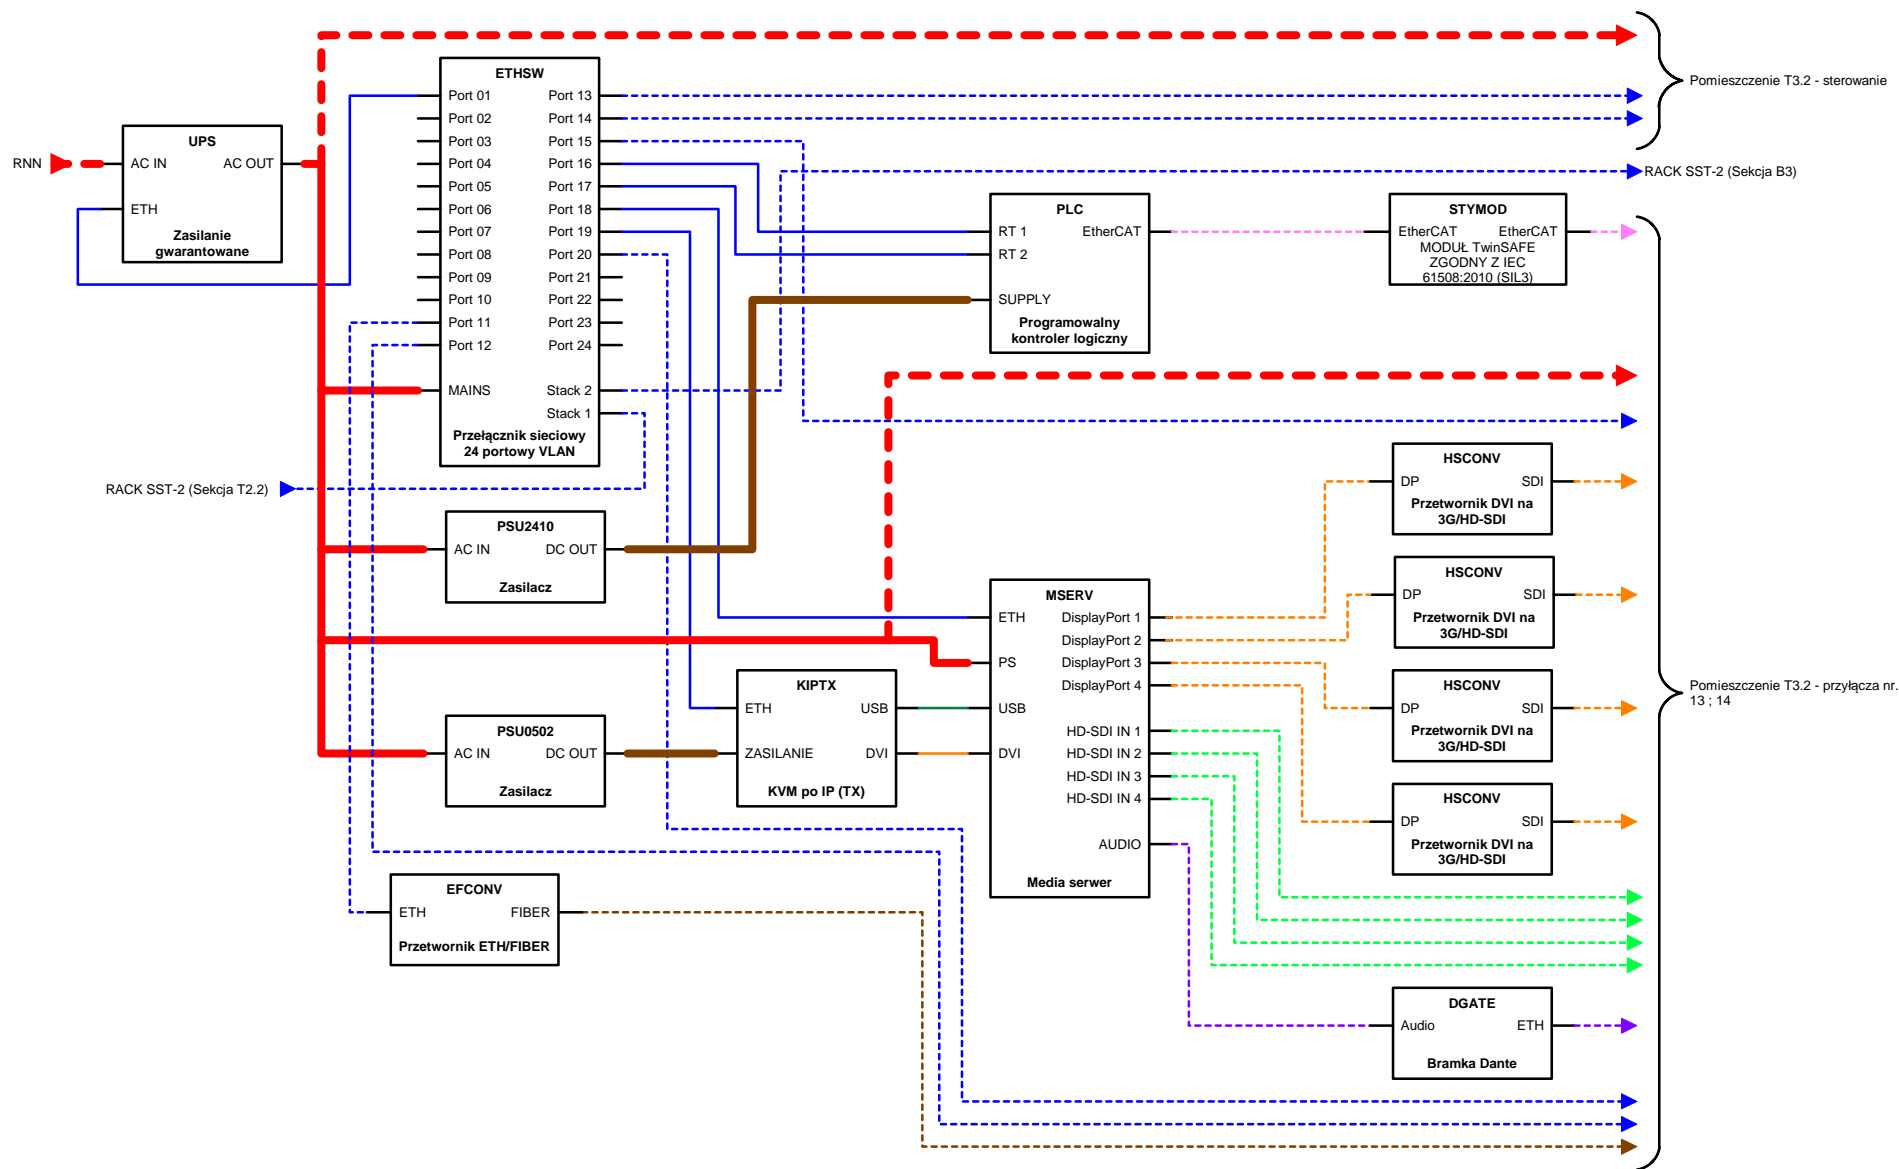 Pomieszczenie T3.2 - sterowanie
RNN
UPS
AC IN
AC OUT
ETH
Zasilanie
gwarantowane
ETHSW
Port 01
Port 13
Port 02
Port 14
Port 03
Port 15
Port 04
Port 16
Port 05
Port 17
Port 06
Port 18
Port 07
Port 19
Port 08
Port 20
Port 09
Port 21
Port 10
Port 22
Port 11
Port 23
Port 12
Port 24
MAINS
Stack 2
Stack 1
Przełącznik sieciowy
24 portowy VLAN
RACK SST-2 (Sekcja B3)
PLC
RT 1
EtherCAT
RT 2
SUPPLY
Programowalny
kontroler logiczny
STYMOD
EtherCAT
EtherCAT
MODUŁ TwinSAFE
ZGODNY Z IEC
61508:2010 (SIL3)
RACK SST-2 (Sekcja T2.2)
PSU2410
AC IN
DC OUT
Zasilacz
PSU0502
AC IN
DC OUT
Zasilacz
KIPTX
ETH
USB
ZASILANIE
DVI
KVM po IP (TX)
MSERV
ETH
DisplayPort 1
DisplayPort 2
PS
DisplayPort 3
DisplayPort 4
USB
HD-SDI IN 1
DVI
HD-SDI IN 2
HD-SDI IN 3
HD-SDI IN 4
AUDIO
Media serwer
HSCONV
DP
SDI
Przetwornik DVI na
3G/HD-SDI
HSCONV
DP
SDI
Przetwornik DVI na
3G/HD-SDI
HSCONV
DP
SDI
Przetwornik DVI na
3G/HD-SDI
HSCONV
DP
SDI
Przetwornik DVI na
3G/HD-SDI
Pomieszczenie T3.2 - przyłącza nr.
13 ; 14
EFCONV
ETH
FIBER
Przetwornik ETH/FIBER
DGATE
Audio
ETH
Bramka Dante